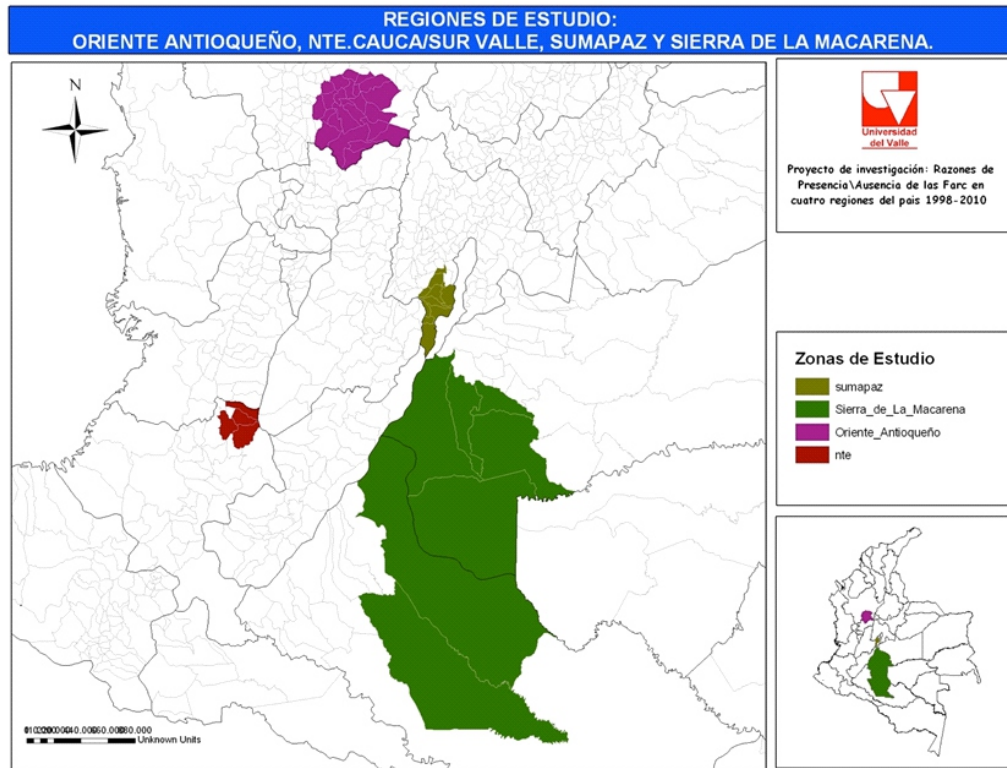 REGIONES DE ESTUDIO:
ORIENTE ANTIOQUEÑO, NTE.CAUCA/SUR VALLE, SUMAPAZ Y SIERRA DE LA MACARENA.
N
Universidad
del Valle
Proyecto de investigación: Razones de
Presencia\Ausencia de las Farc en
cuatro regiones del pais 1998-2010
Zonas de Estudio
sumapaz
Sierra_de_La_Macarena
Oriente_Antioqueño
nte
Unknown Units